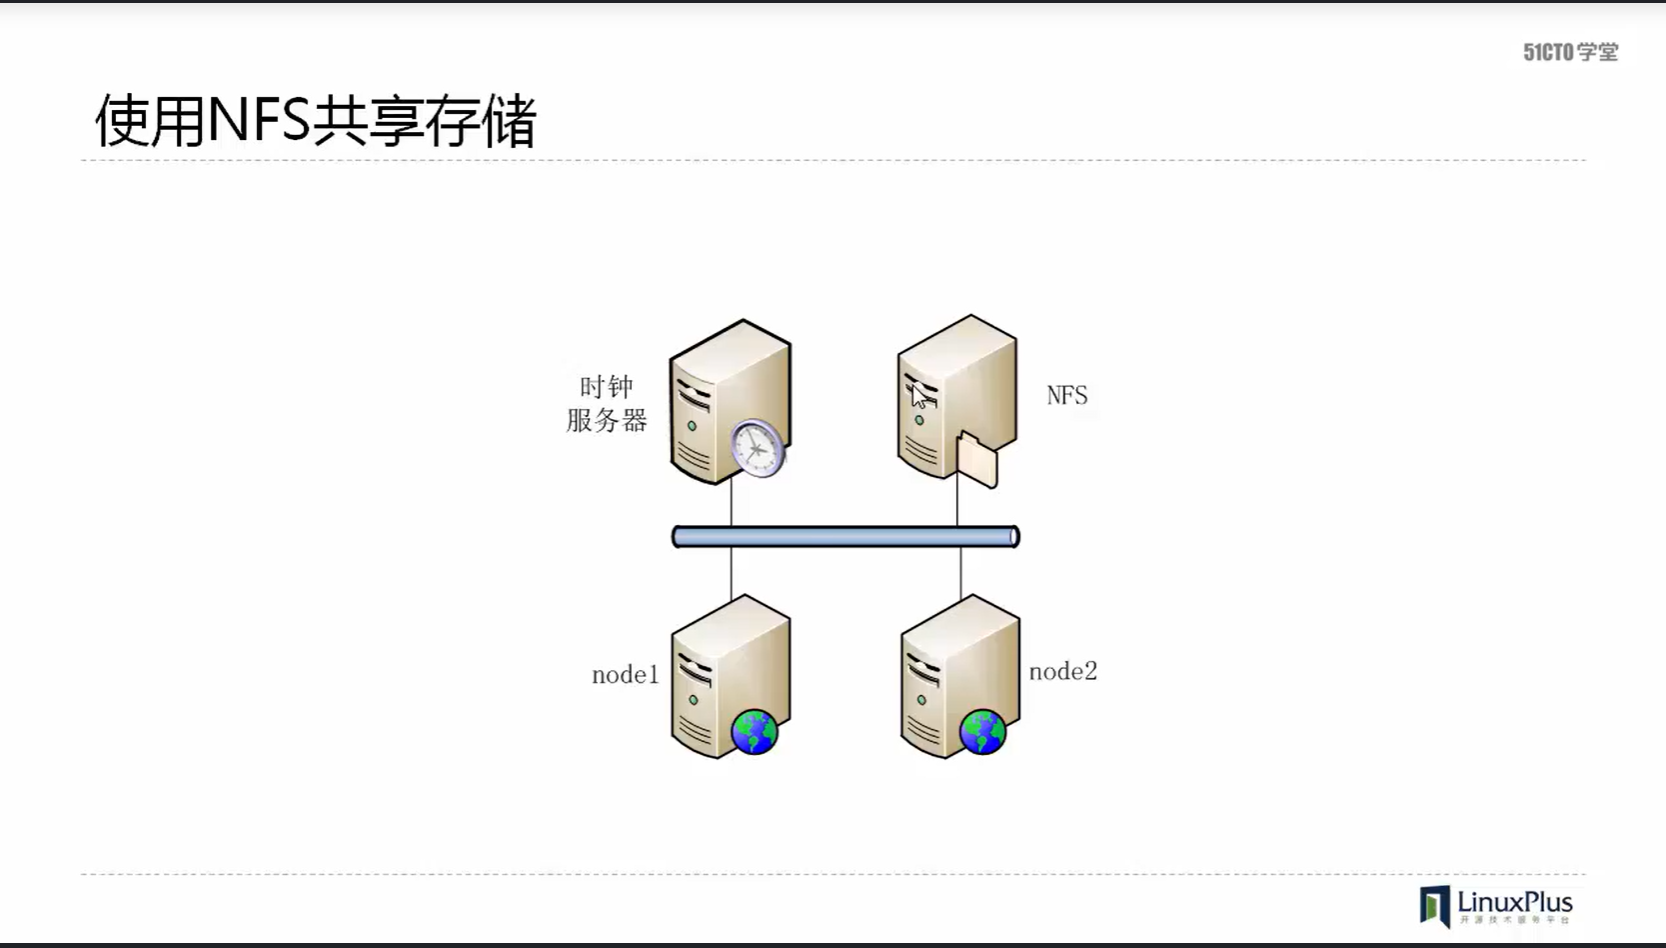 51CTO学堂
使用NFS共享存储
时钟
服务器
NFS
node1
node2
LinuxPlus
开源技术服务平台